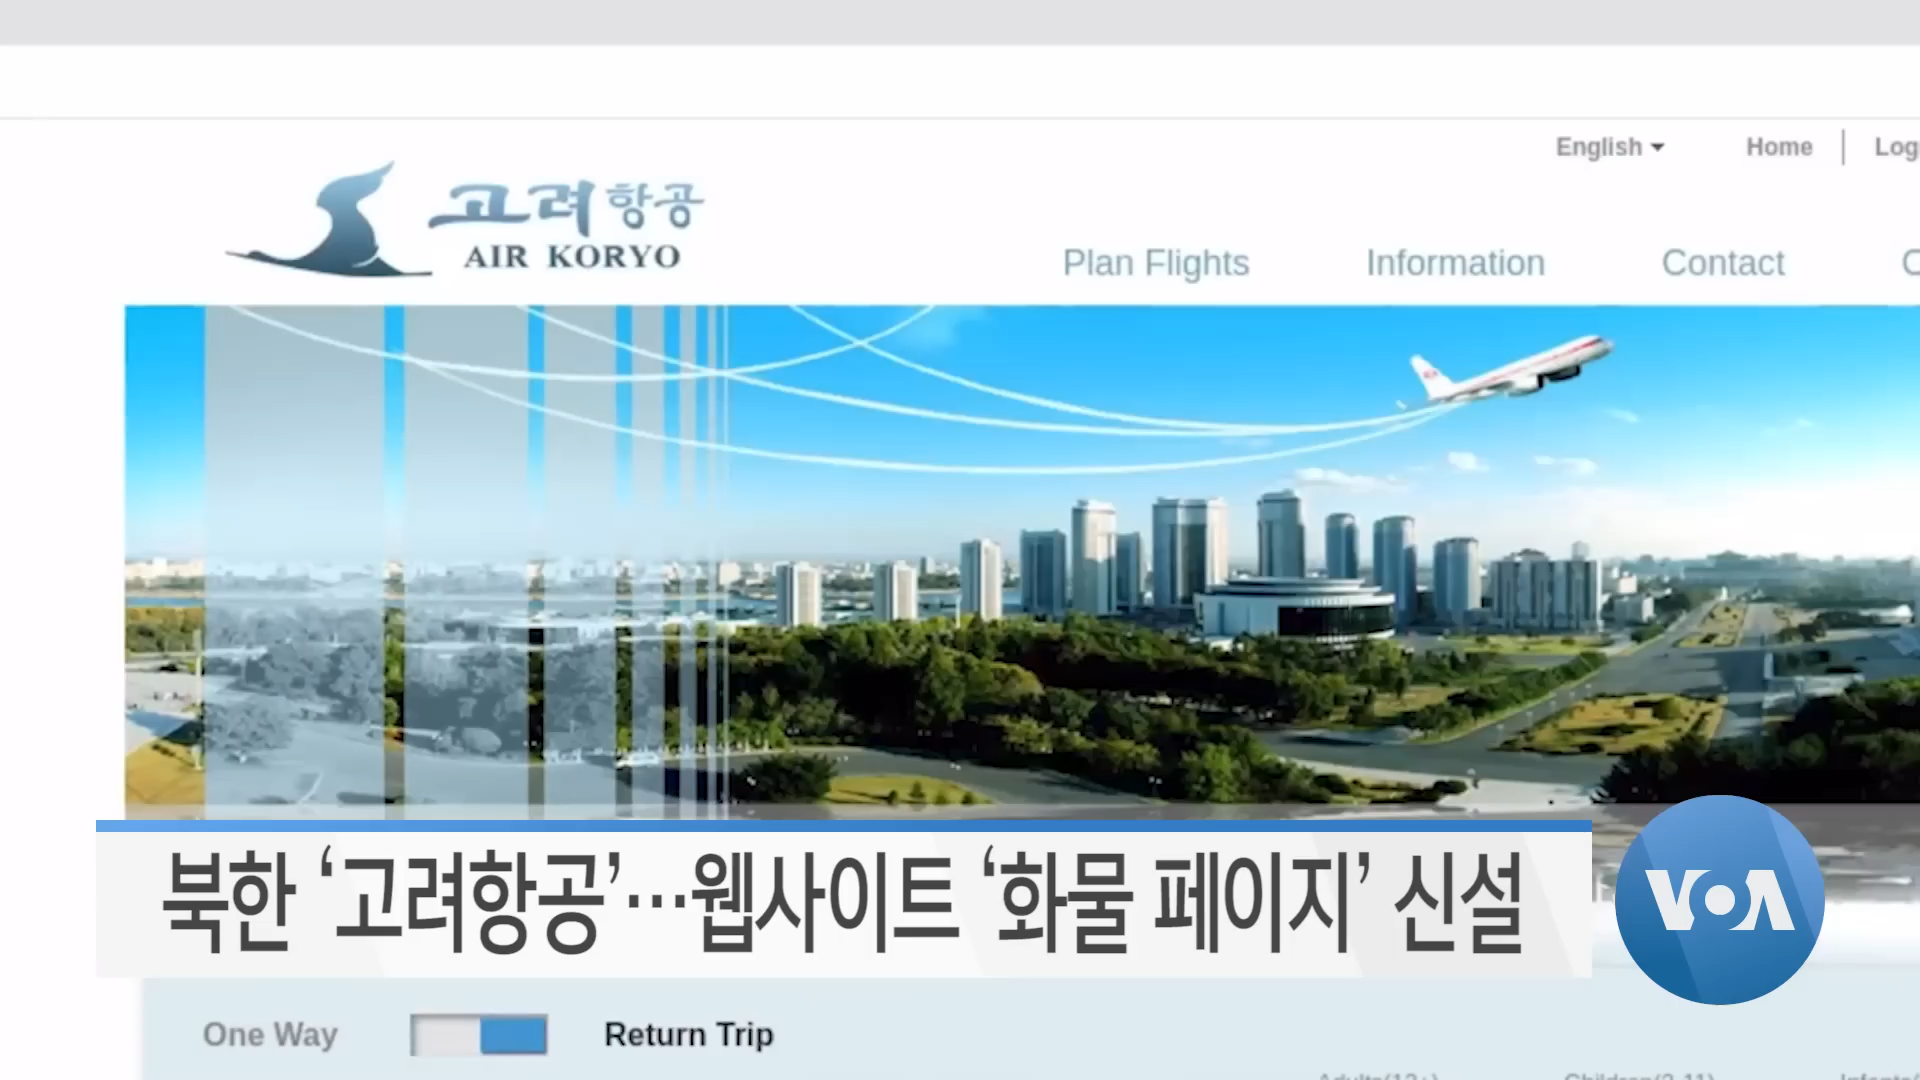 English
Home
고려항공
AIR KORYO
Plan Flights
Information
Contact
북한 ‘고려항공’…웹사이트 ‘화물 페이지’ 신설
VOA
One Way
Return Trip